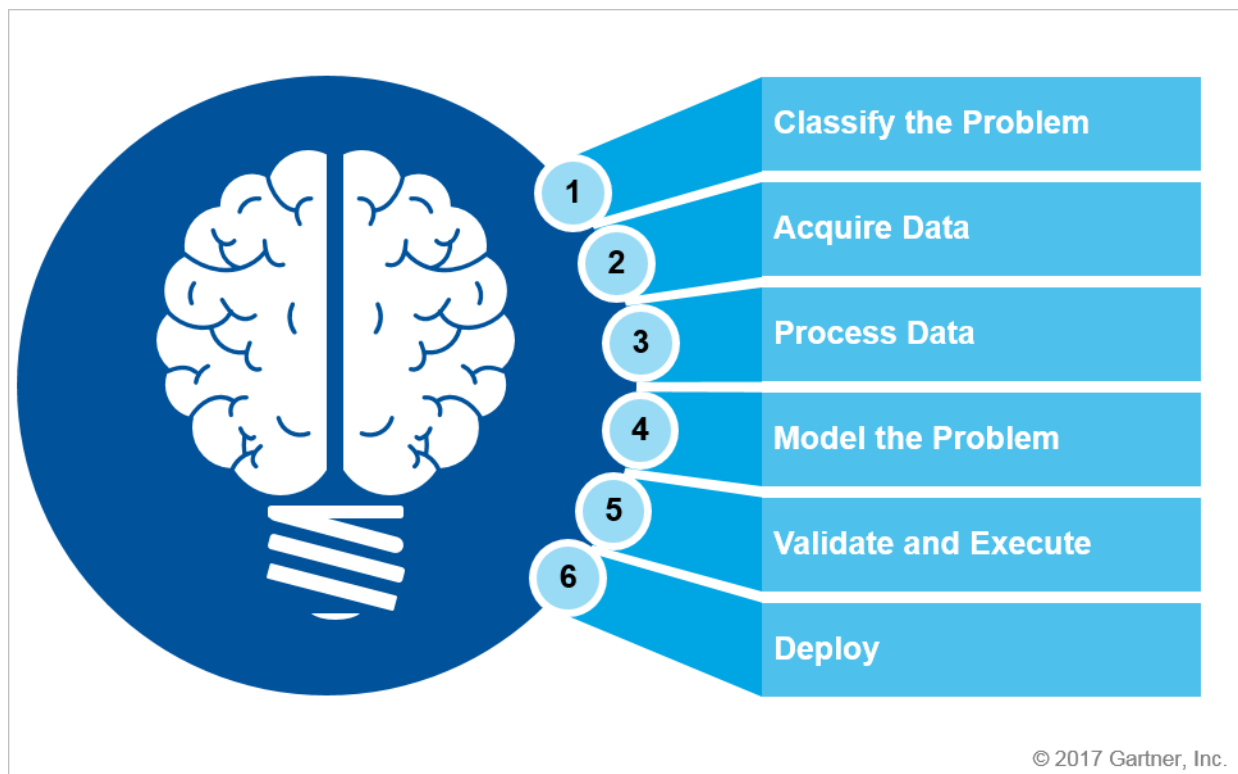 1
Classify the Problem
2
Acquire Data
3
Process Data
4
Model the Problem
5
Validate and Execute
6
Deploy
© 2017 Gartner, Inc.